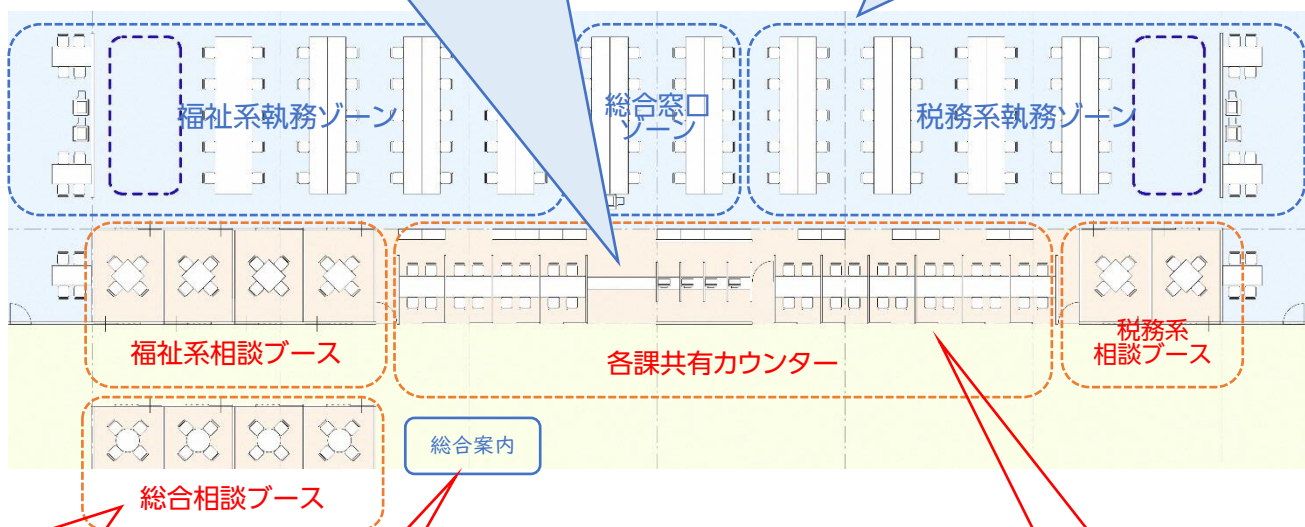 福祉系執務ゾーン
総合窓口
ゾーン
税務系執務ゾーン
福祉系相談ブース
各課共有カウンター
税務系
相談ブース
総合案内
総合相談ブース